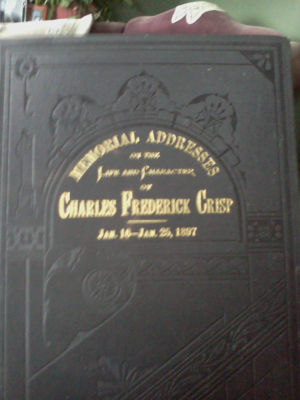 MEMORIAL ADDRESSES
ON THE
LIFE AND CHARACTER
OF
CHARLES FREDERICK CRISP
JAN. 16—JAN. 25, 1897